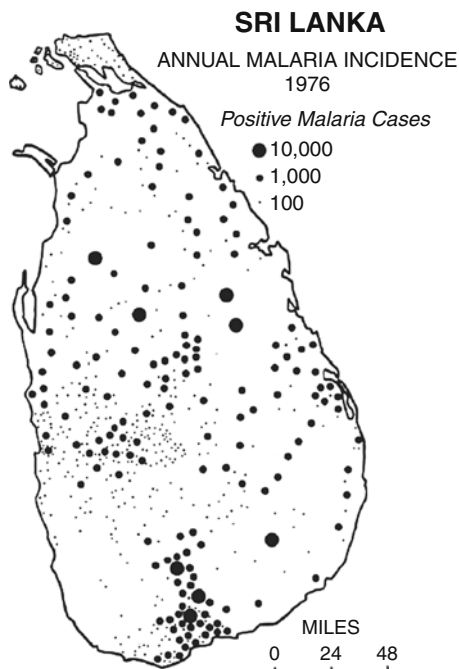 SRI LANKA
ANNUAL MALARIA INCIDENCE
1976
Positive Malaria Cases
10,000
1,000
100
MILES
0 24 48